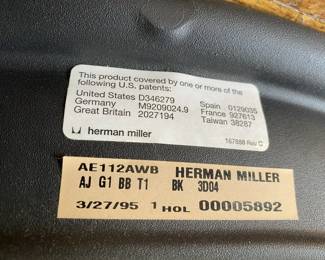 This product covered by one or more of the
following U.S. patents:
United States D346279 Spain 0129035
Germany M9209024.9 France 927613
Great Britain 2027194 Taiwan 38287
herman miller
167888 Rev C
AE112AWB HERMAN MILLER
AJ G1 BB T1 BK 3D04
3/27/95 1 HOL 00005892